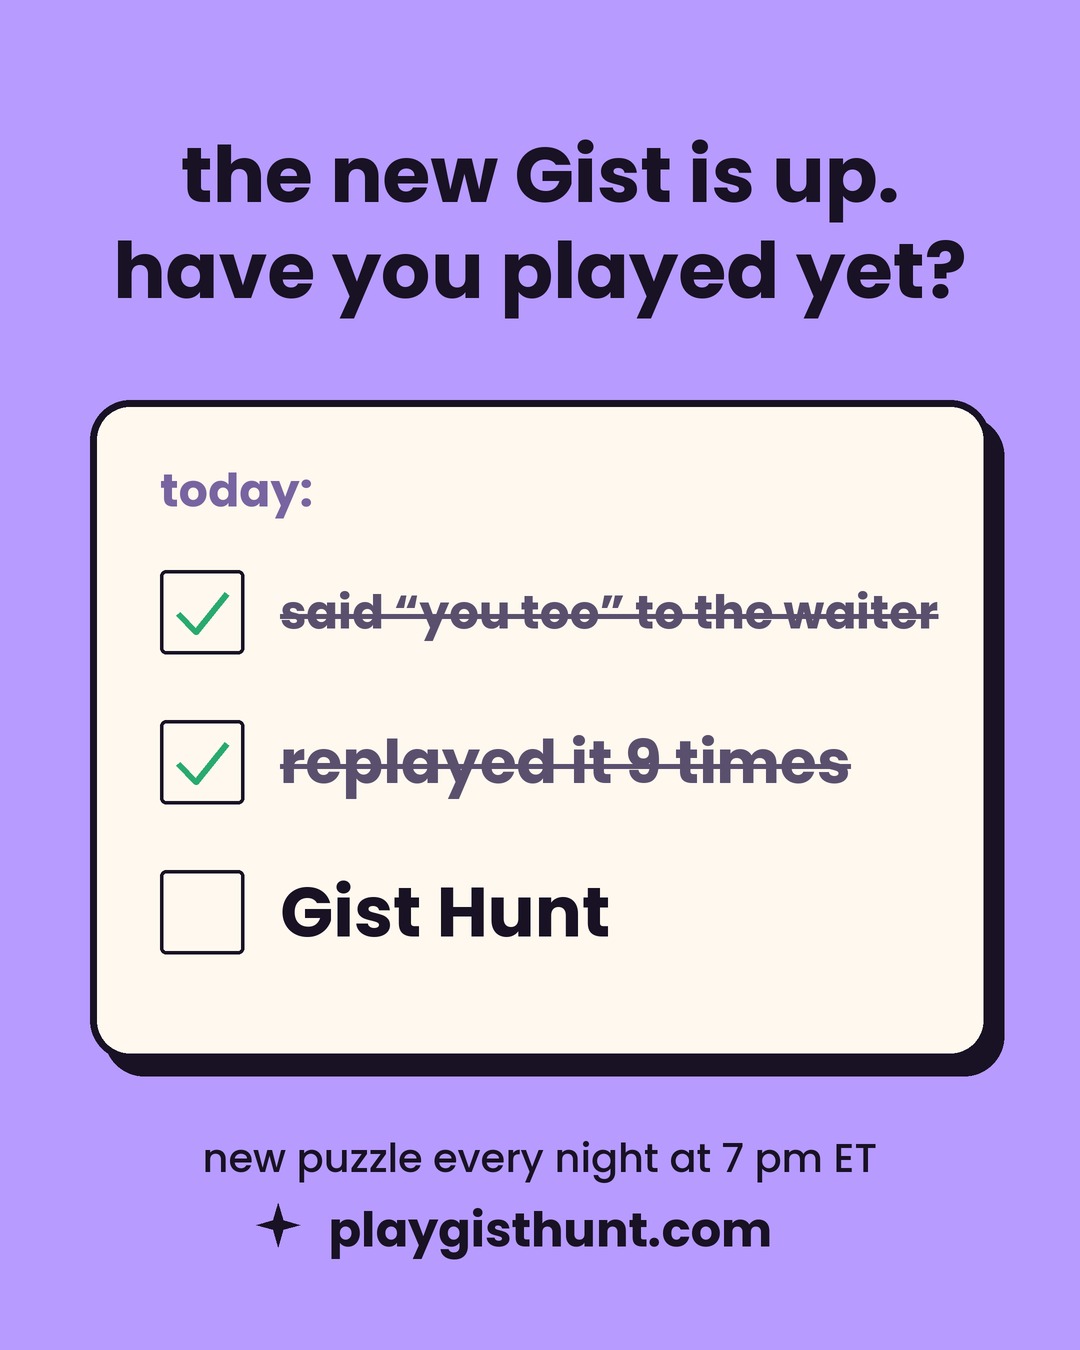 the new Gist is up.
have you played yet?
today:
said “you too” to the waiter
replayed it 9 times
Gist Hunt
new puzzle every night at 7 pm ET
playgisthunt.com